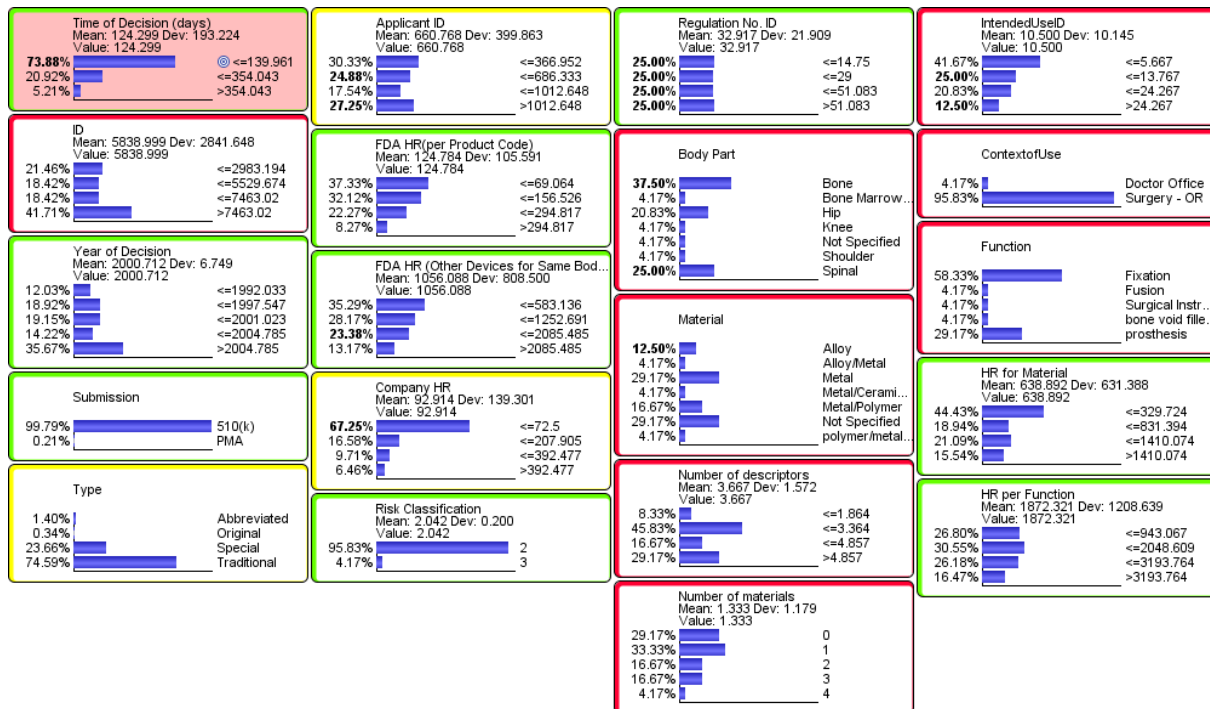 Time of Decision (days)
Mean: 124.299 Dev: 193.224
Value: 124.299
73.88% <=139.961
20.92% <=354.043
5.21% >354.043
ID
Mean: 5838.999 Dev: 2841.648
Value: 5838.999
21.46% <=2983.194
18.42% <=5529.674
18.42% <=7463.02
41.71% >7463.02
Year of Decision
Mean: 2000.712 Dev: 6.749
Value: 2000.712
12.03% <=1992.033
18.92% <=1997.547
19.15% <=2001.023
14.22% <=2004.785
35.67% >2004.785
Submission
99.79% 510(k)
0.21% PMA
Type
1.40% Abbreviated
0.34% Original
23.66% Special
74.59% Traditional
Applicant ID
Mean: 660.768 Dev: 399.863
Value: 660.768
30.33% <=366.952
24.88% <=686.333
17.54% <=1012.648
27.25% >1012.648
FDA HR(per Product Code)
Mean: 124.784 Dev: 105.591
Value: 124.784
37.33% <=69.064
32.12% <=156.526
22.27% <=294.817
8.27% >294.817
FDA HR (Other Devices for Same Bod...
Mean: 1056.088 Dev: 808.500
Value: 1056.088
35.29% <=583.136
28.17% <=1252.691
23.38% <=2085.485
13.17% >2085.485
Company HR
Mean: 92.914 Dev: 139.301
Value: 92.914
67.25% <=72.5
16.58% <=207.905
9.71% <=392.477
6.46% >392.477
Risk Classification
Mean: 2.042 Dev: 0.200
Value: 2.042
95.83% 2
4.17% 3
Regulation No. ID
Mean: 32.917 Dev: 21.909
Value: 32.917
25.00% <=14.75
25.00% <=29
25.00% <=51.083
25.00% >51.083
Body Part
37.50% Bone
4.17% Bone Marrow...
20.83% Hip
4.17% Knee
4.17% Not Specified
4.17% Shoulder
25.00% Spinal
Material
12.50% Alloy
4.17% Alloy/Metal
29.17% Metal
4.17% Metal/Cerami...
16.67% Metal/Polymer
29.17% Not Specified
4.17% polymer/metal...
Number of descriptors
Mean: 3.667 Dev: 1.572
Value: 3.667
8.33% <=1.864
45.83% <=3.364
16.67% <=4.857
29.17% >4.857
Number of materials
Mean: 1.333 Dev: 1.179
Value: 1.333
29.17% 0
33.33% 1
16.67% 2
16.67% 3
4.17% 4
IntendedUseID
Mean: 10.500 Dev: 10.145
Value: 10.500
41.67% <=5.667
25.00% <=13.767
20.83% <=24.267
12.50% >24.267
ContextofUse
4.17% Doctor Office
95.83% Surgery - OR
Function
58.33% Fixation
4.17% Fusion
4.17% Surgical Instr...
4.17% bone void fille...
29.17% prosthesis
HR for Material
Mean: 638.892 Dev: 631.388
Value: 638.892
44.43% <=329.724
18.94% <=831.394
21.09% <=1410.074
15.54% >1410.074
HR per Function
Mean: 1872.321 Dev: 1208.639
Value: 1872.321
26.80% <=943.067
30.55% <=2048.609
26.18% <=3193.764
16.47% >3193.764